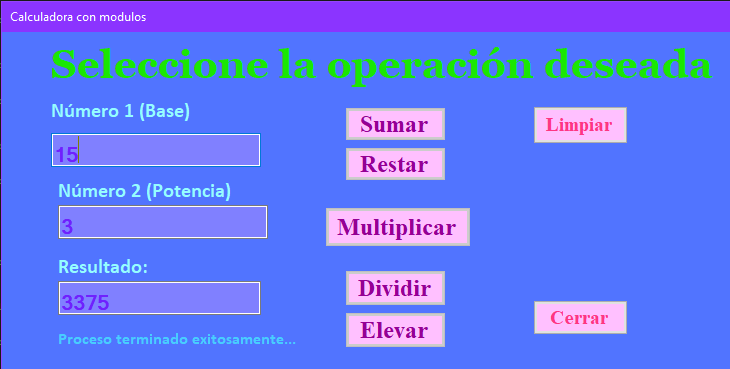 Calculadora con modulos
Seleccione la operación deseada
Número 1 (Base)
15
Número 2 (Potencia)
3
Resultado:
3375
Proceso terminado exitosamente...
Sumar
Restar
Multiplicar
Dividir
Elevar
Limpiar
Cerrar